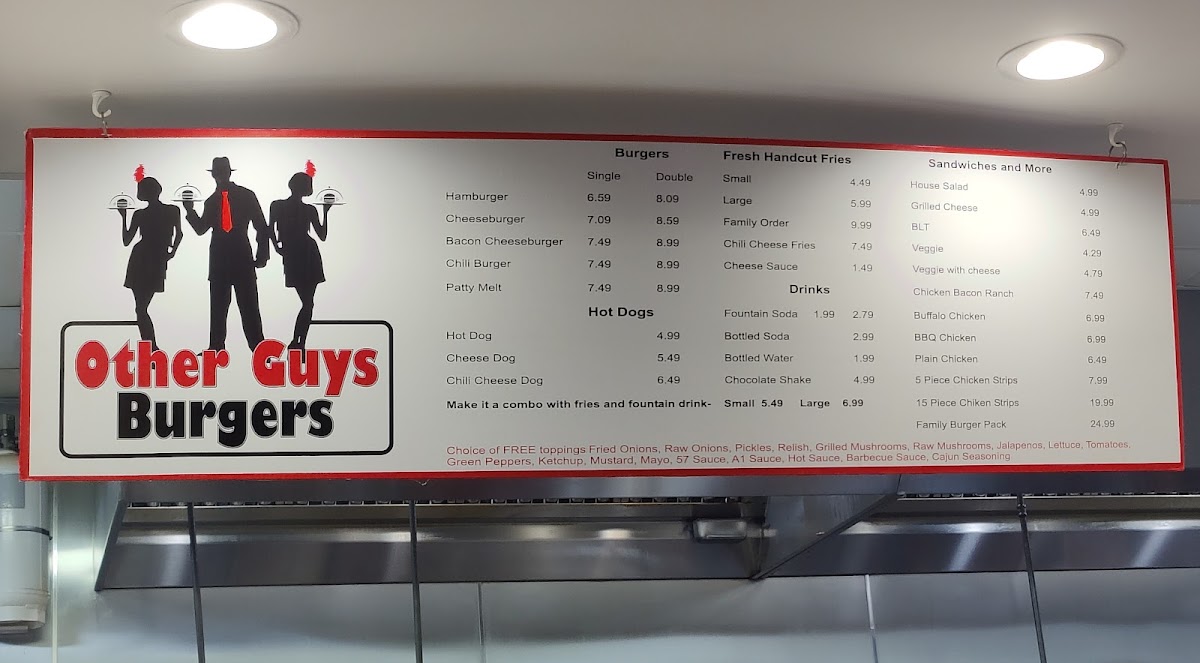 Other Guys
Burgers
Burgers
Single Double
Hamburger 6.59 8.09
Cheeseburger 7.09 8.59
Bacon Cheeseburger 7.49 8.99
Chili Burger 7.49 8.99
Patty Melt 7.49 8.99
Hot Dogs
Hot Dog 4.99
Cheese Dog 5.49
Chili Cheese Dog 6.49
Fresh Handcut Fries
Small 4.49
Large 5.99
Family Order 9.99
Chili Cheese Fries 7.49
Cheese Sauce 1.49
Drinks
Fountain Soda 1.99 2.79
Bottled Soda 2.99
Bottled Water 1.99
Chocolate Shake 4.99
Make it a combo with fries and fountain drink- Small 5.49 Large 6.99
Sandwiches and More
House Salad 4.99
Grilled Cheese 4.99
BLT 6.49
Veggie 4.29
Veggie with cheese 4.79
Chicken Bacon Ranch 7.49
Buffalo Chicken 6.99
BBQ Chicken 6.99
Plain Chicken 6.49
5 Piece Chicken Strips 7.99
15 Piece Chiken Strips 19.99
Family Burger Pack 24.99
Choice of FREE toppings Fried Onions, Raw Onions, Pickles, Relish, Grilled Mushrooms, Raw Mushrooms, Jalapenos, Lettuce, Tomatoes,
Green Peppers, Ketchup, Mustard, Mayo, 57 Sauce, A1 Sauce, Hot Sauce, Barbecue Sauce, Cajun Seasoning